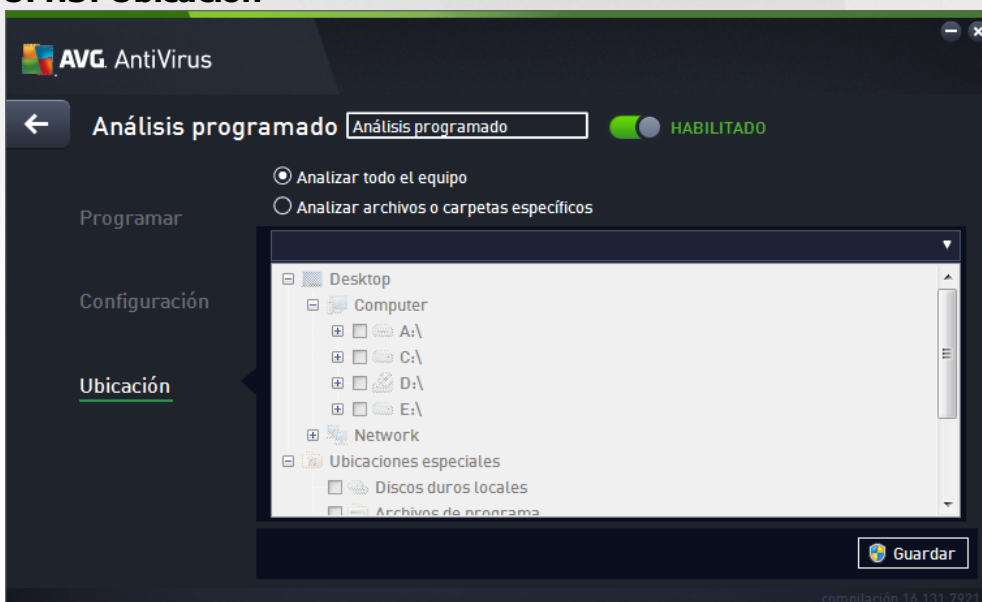 Ubicación
AVG. AntiVirus
Análisis programado
Análisis programado
HABILITADO
Analizar todo el equipo
Analizar archivos o carpetas específicos
Programar
Configuración
Ubicación
Desktop
Computer
A:\
C:\
D:\
E:\
Network
Ubicaciones especiales
Discos duros locales
Archivos de programa
Guardar
compilación 16.131.7921